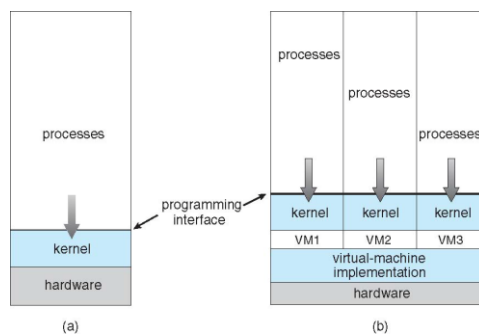 processes
programming
interface
kernel
hardware
(a)
processes
processes
processes
kernel kernel kernel
VM1 VM2 VM3
virtual-machine
implementation
hardware
(b)